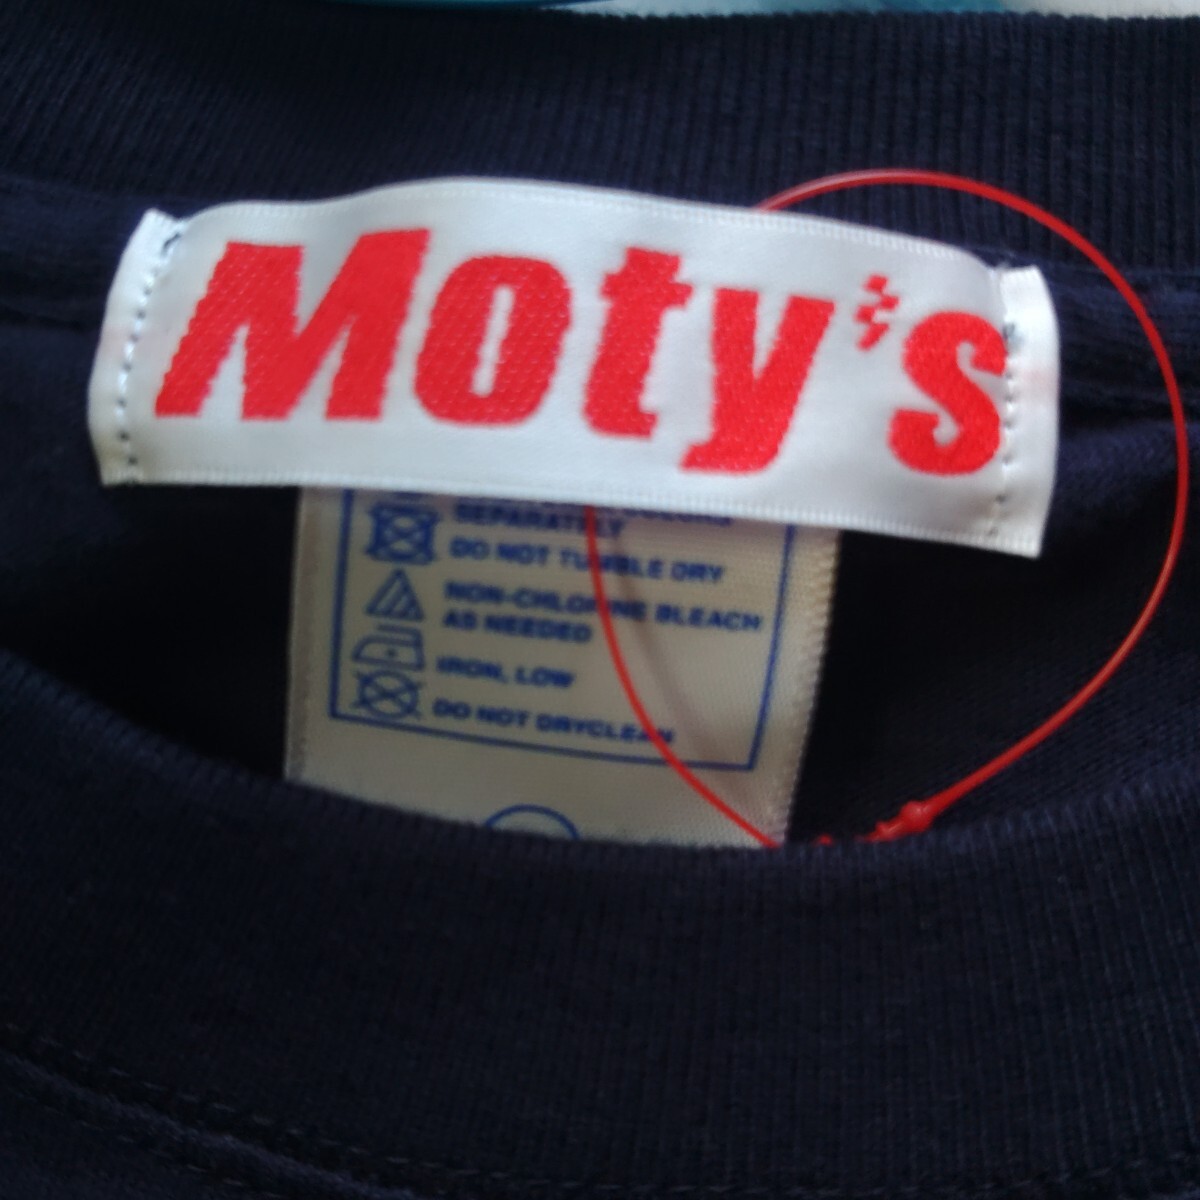 Moty's
SEPARATELY
DO NOT TUMBLE DRY
NON-CHLORINE BLEACH
AS NEEDED
IRON, LOW
DO NOT DRYCLEAN